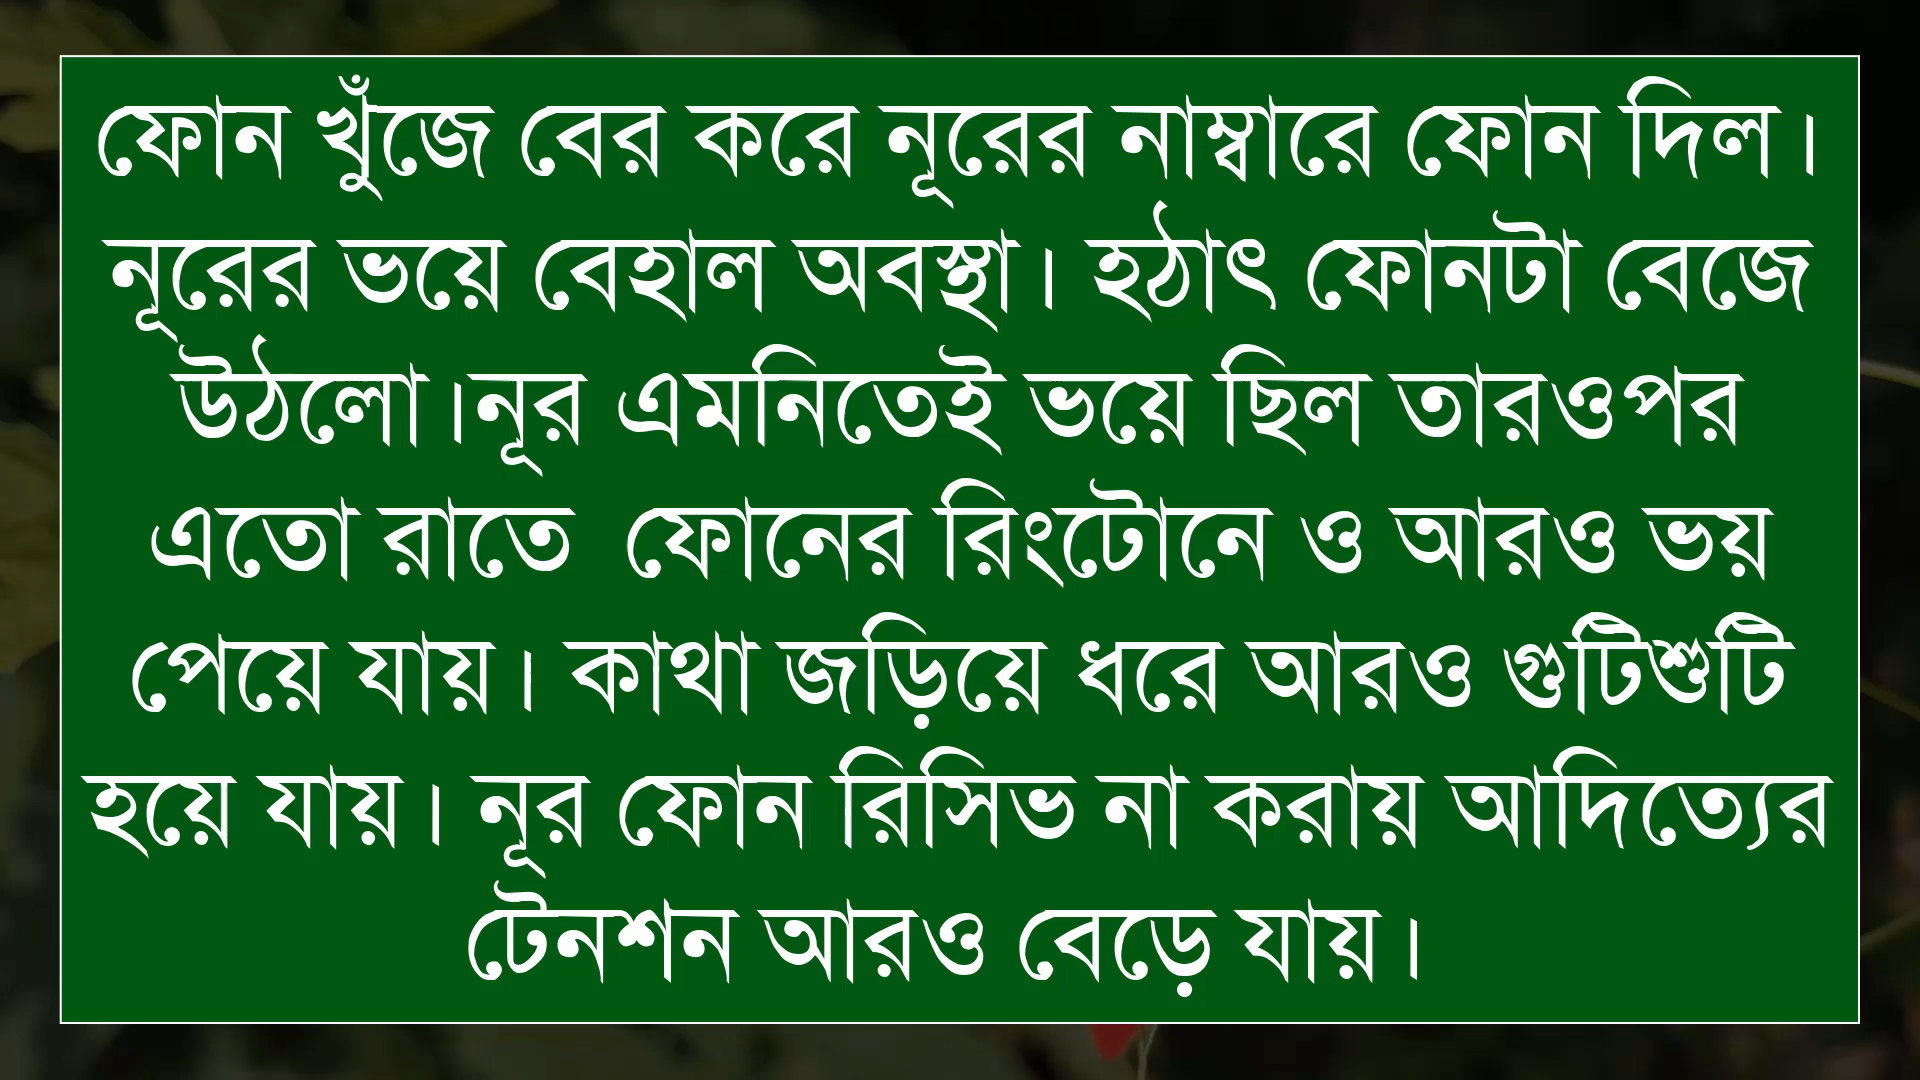 ফোন খুঁজে বের করে নূরের নাম্বারে ফোন দিল।
নূরের ভয়ে বেহাল অবস্থা। হঠাৎ ফোনটা বেজে
উঠলো।নূর এমনিতেই ভয়ে ছিল তারওপর
এতো রাতে  ফোনের রিংটোনে ও আরও ভয়
পেয়ে যায়। কাথা জড়িয়ে ধরে আরও গুটিশুটি
হয়ে যায়। নূর ফোন রিসিভ না করায় আদিত্যের
টেনশন আরও বেড়ে যায়।